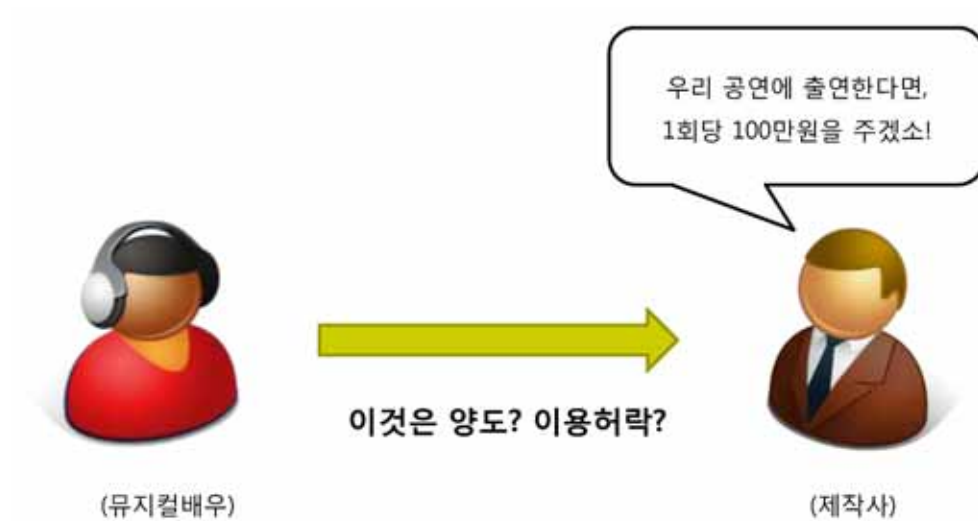 우리 공연에 출연한다면,
1회당 100만원을 주겠소!
이것은 양도? 이용허락?
(뮤지컬배우)
(제작사)